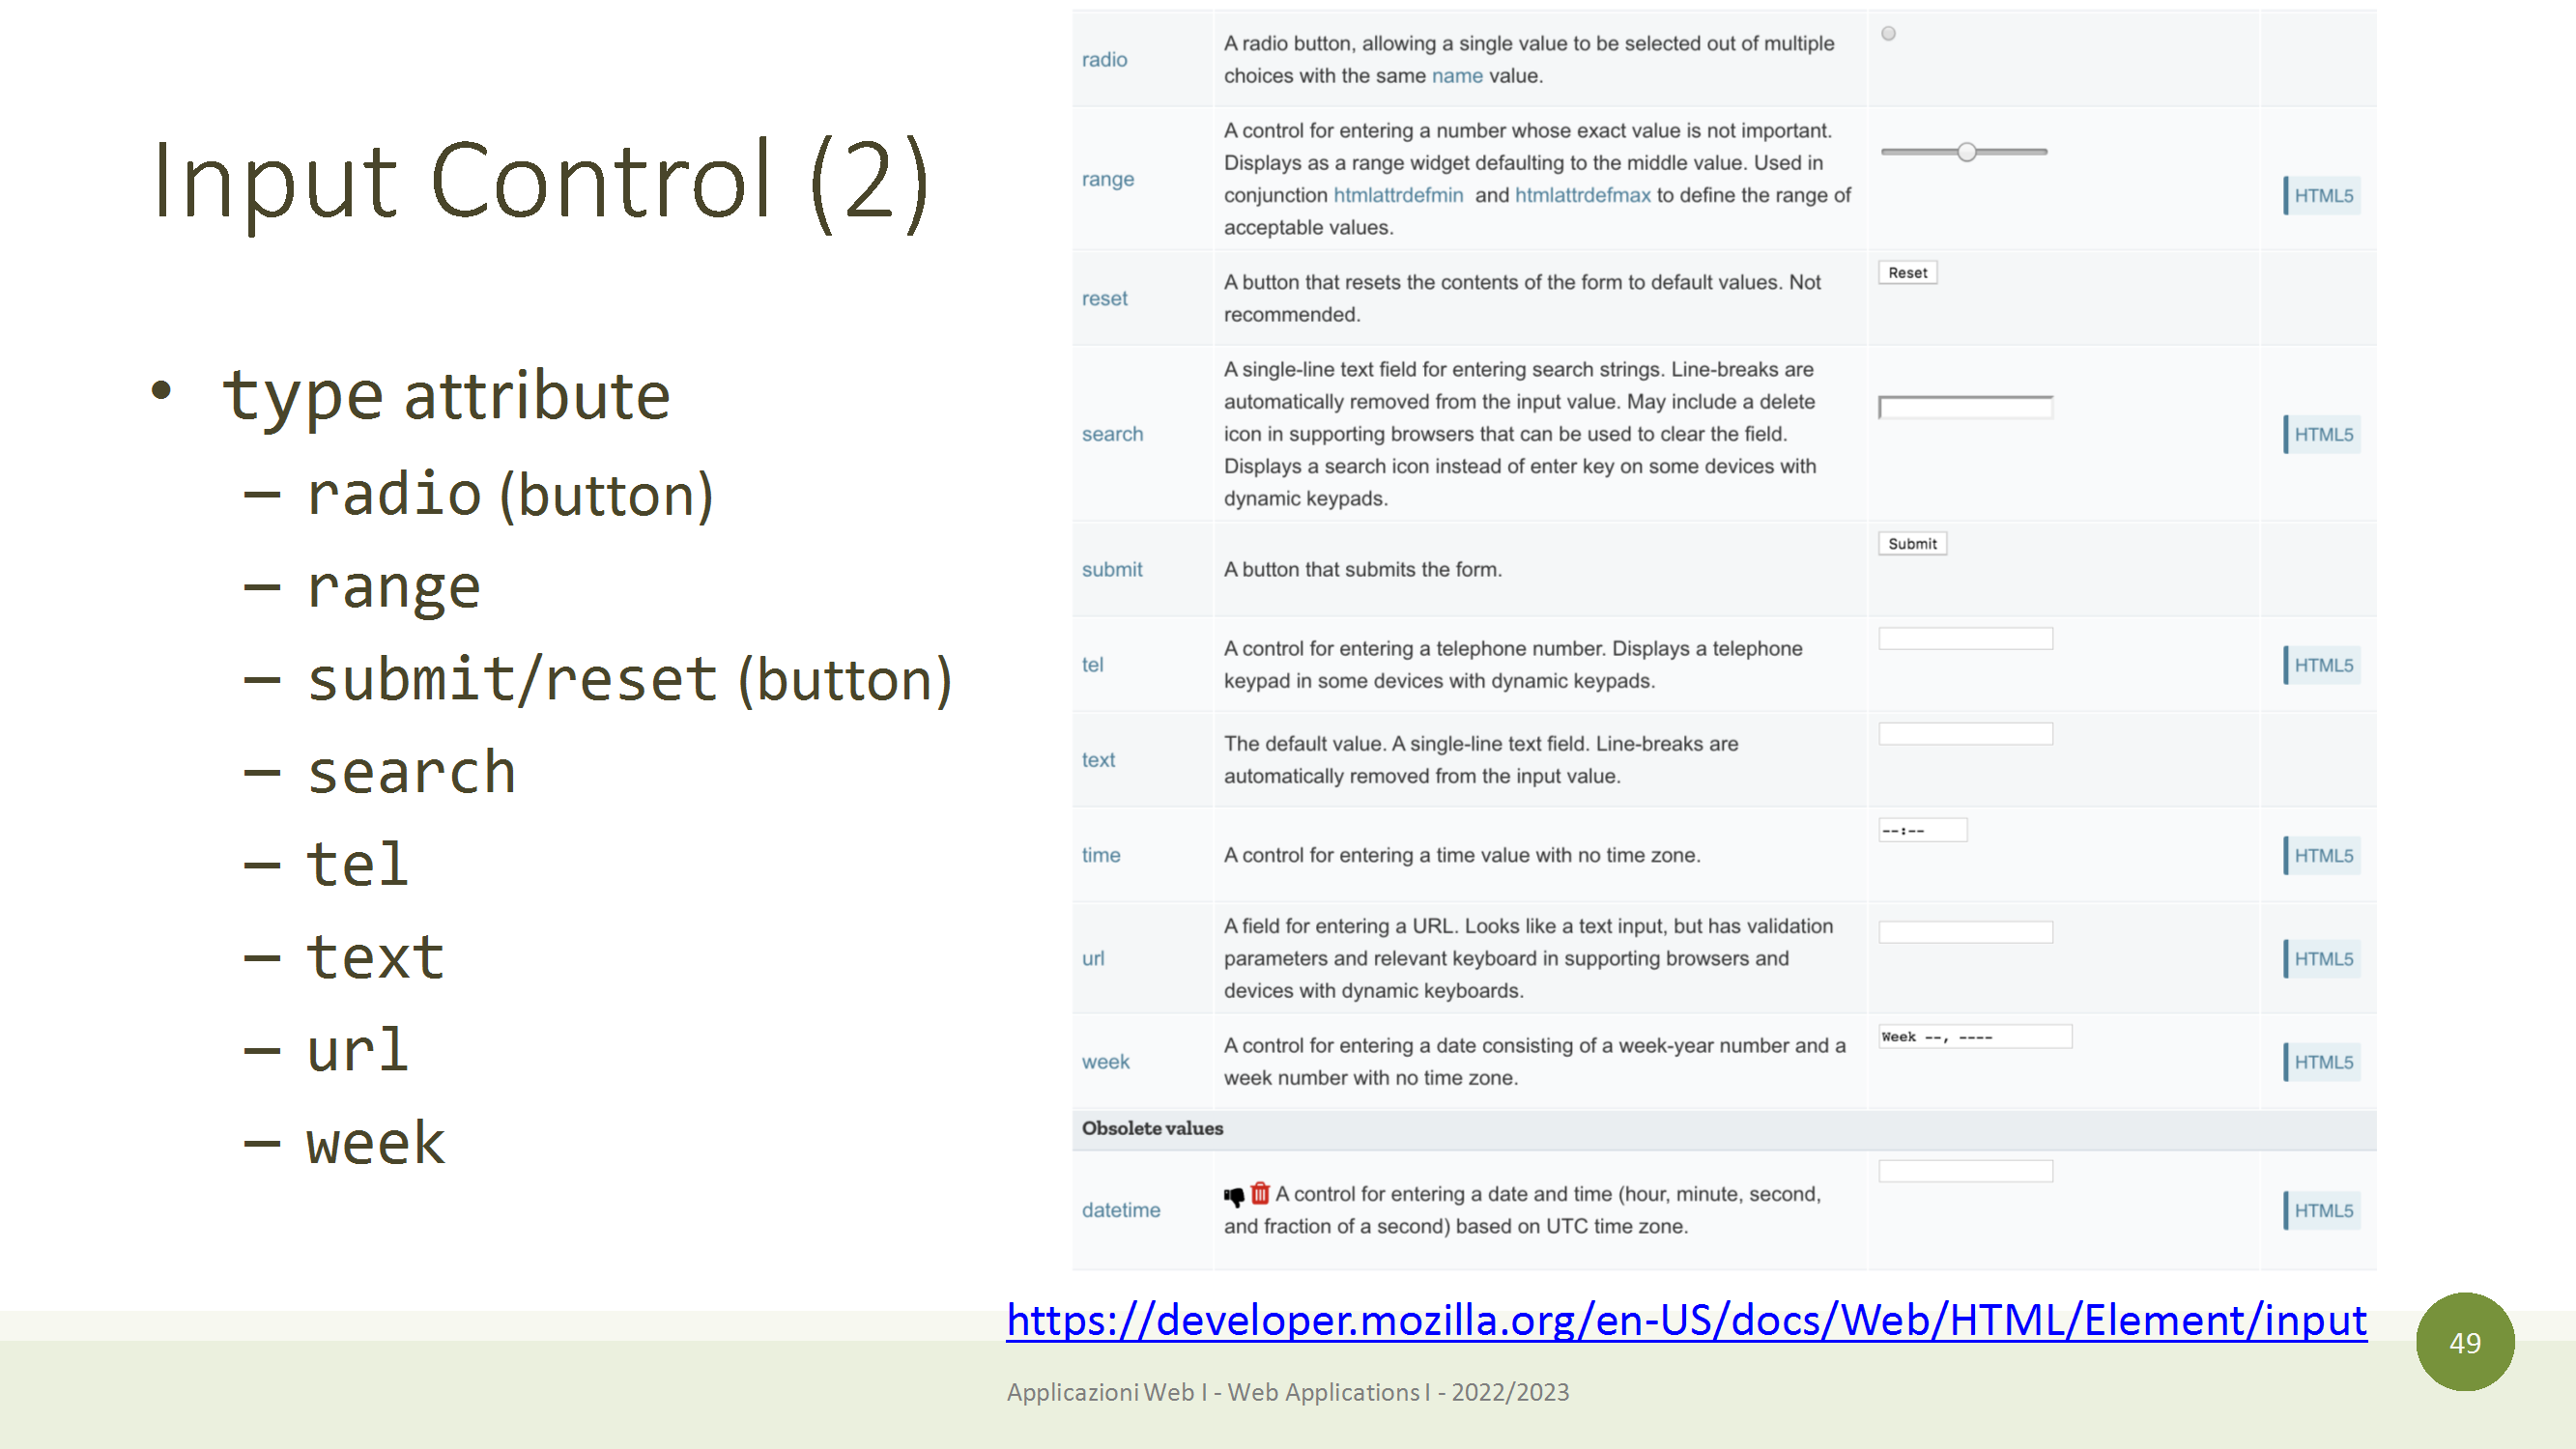 Input Control (2)
• type attribute
– radio (button)
– range
– submit/reset (button)
– search
– tel
– text
– url
– week
radio
A radio button, allowing a single value to be selected out of multiple
choices with the same name value.
range
A control for entering a number whose exact value is not important.
Displays as a range widget defaulting to the middle value. Used in
conjunction htmlattrdefmin and htmlattrdefmax to define the range of
acceptable values.
HTML5
reset
A button that resets the contents of the form to default values. Not
recommended.
Reset
search
A single-line text field for entering search strings. Line-breaks are
automatically removed from the input value. May include a delete
icon in supporting browsers that can be used to clear the field.
Displays a search icon instead of enter key on some devices with
dynamic keypads.
HTML5
submit
A button that submits the form.
Submit
tel
A control for entering a telephone number. Displays a telephone
keypad in some devices with dynamic keypads.
HTML5
text
The default value. A single-line text field. Line-breaks are
automatically removed from the input value.
time
A control for entering a time value with no time zone.
--:--
HTML5
url
A field for entering a URL. Looks like a text input, but has validation
parameters and relevant keyboard in supporting browsers and
devices with dynamic keyboards.
HTML5
week
A control for entering a date consisting of a week-year number and a
week number with no time zone.
Week --, ----
HTML5
Obsolete values
datetime
A control for entering a date and time (hour, minute, second,
and fraction of a second) based on UTC time zone.
HTML5
https://developer.mozilla.org/en-US/docs/Web/HTML/Element/input
49
Applicazioni Web I - Web Applications I - 2022/2023